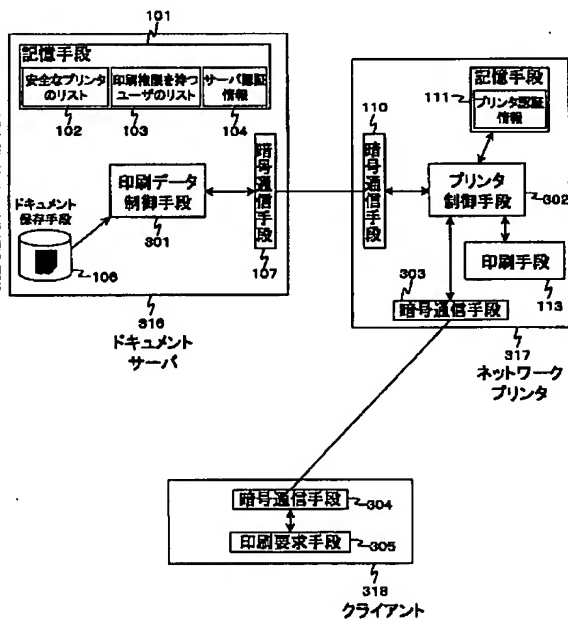 101
記憶手段
安全なプリンタ
のリスト
印刷権限を持つ
ユーザのリスト
サーバ認証
情報
102
103
104
ドキュメント
保存手段
106
印刷データ
制御手段
301
暗号通信手段
107
316
ドキュメント
サーバ
110
暗号通信手段
記憶手段
111
プリンタ認証
情報
プリンタ
制御手段
302
印刷手段
113
303
暗号通信手段
317
ネットワーク
プリンタ
暗号通信手段
304
印刷要求手段
305
318
クライアント